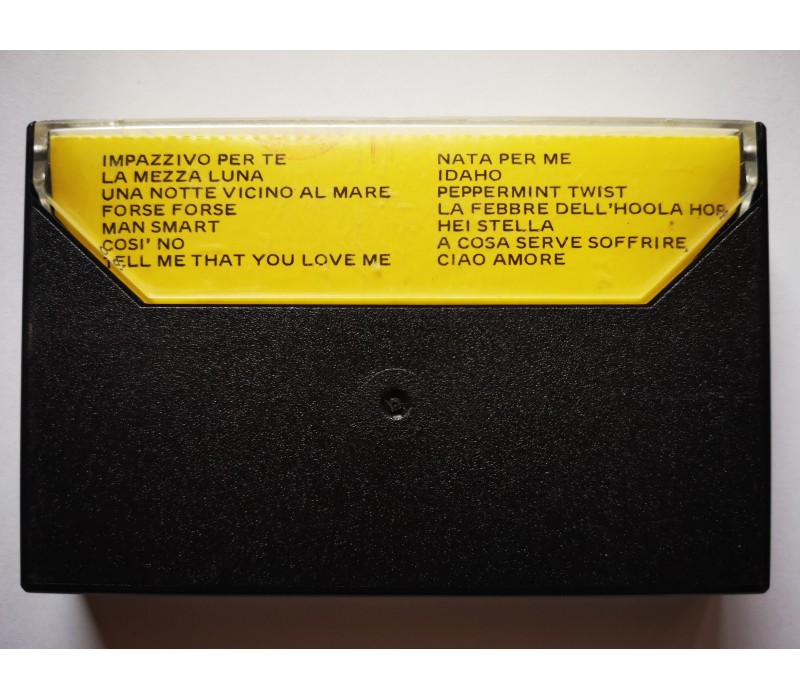 IMPAZZIVO PER TE
LA MEZZA LUNA
UNA NOTTE VICINO AL MARE
FORSE FORSE
MAN SMART
COSI' NO
TELL ME THAT YOU LOVE ME
NATA PER ME
IDAHO
PEPPERMINT TWIST
LA FEBBRE DELL'HOOLA HOP
HEI STELLA
A COSA SERVE SOFFRIRE
CIAO AMORE